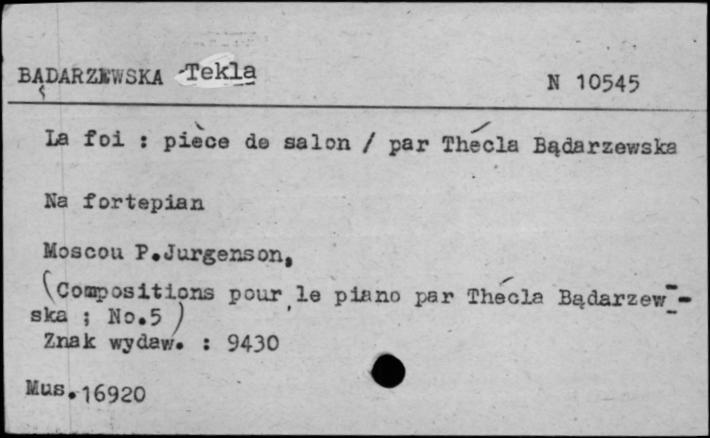 BĄDARZEWSKA Tekla
N 10545
La foi : pièce de salon / par Thécla Bądarzewska
Na fortepian
Moscou P.Jurgenson,
(Compositions pour le piano par Thécla Bądarzew-
ska ; No.5 )
Znak wydaw. : 9430
Mus.16920